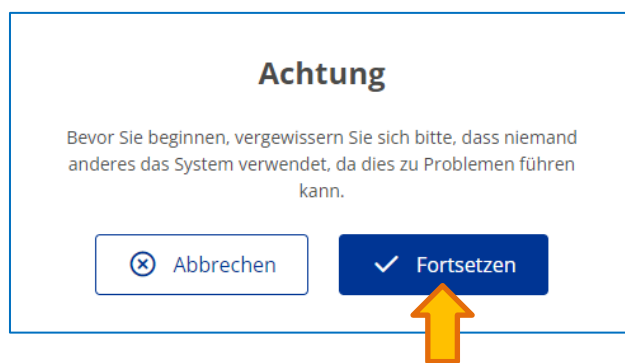 Achtung
Bevor Sie beginnen, vergewissern Sie sich bitte, dass niemand
anderes das System verwendet, da dies zu Problemen führen
kann.
Abbrechen
Fortsetzen